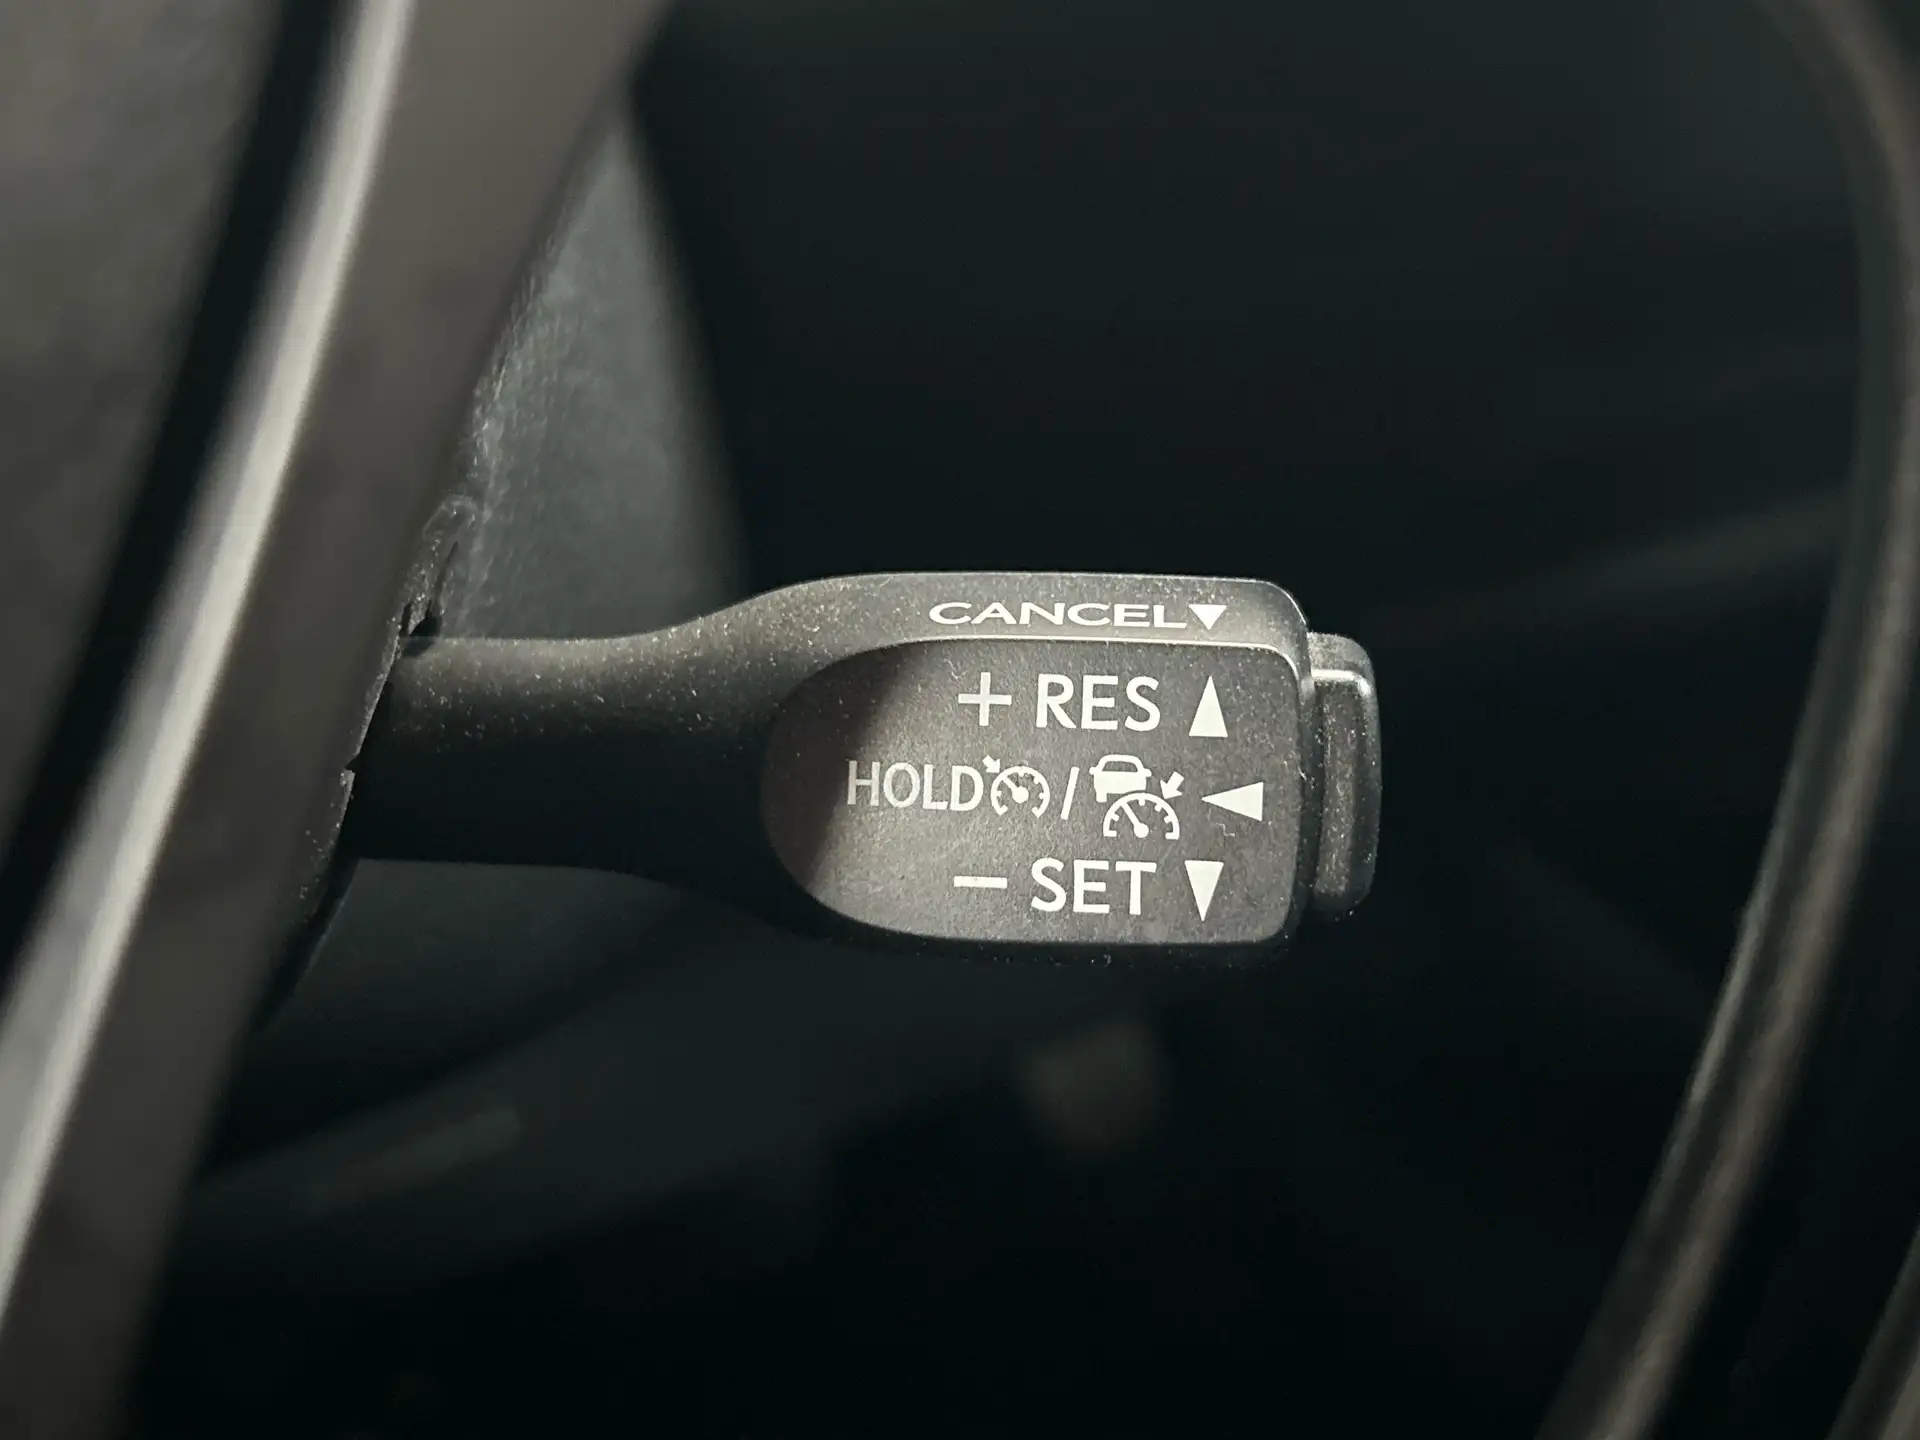 CANCEL▼
+ RES ▲
HOLD / ◀
– SET ▼